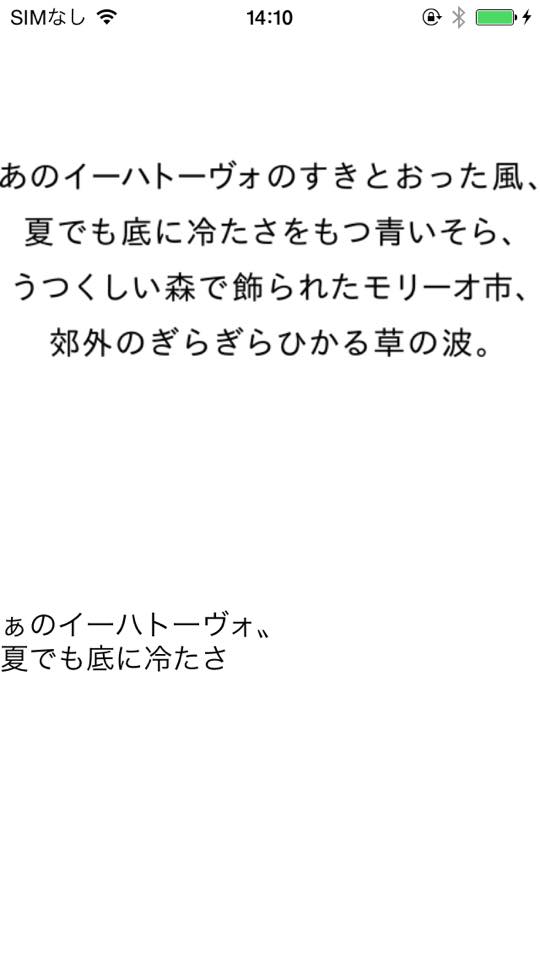 SIMなし 14:10
あのイーハトーヴォのすきとおった風、
夏でも底に冷たさをもつ青いそら、
うつくしい森で飾られたモリーオ市、
郊外のぎらぎらひかる草の波。
ぁのイーハトーヴォ〟
夏でも底に冷たさ